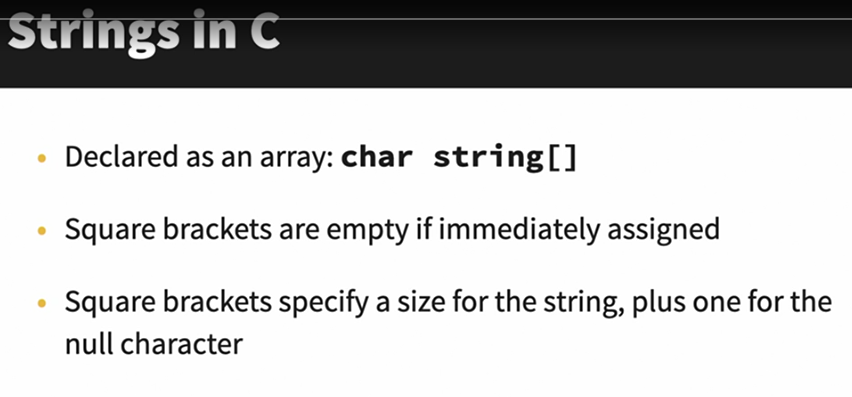 Strings in C
• Declared as an array: char string[]
• Square brackets are empty if immediately assigned
• Square brackets specify a size for the string, plus one for the
null character